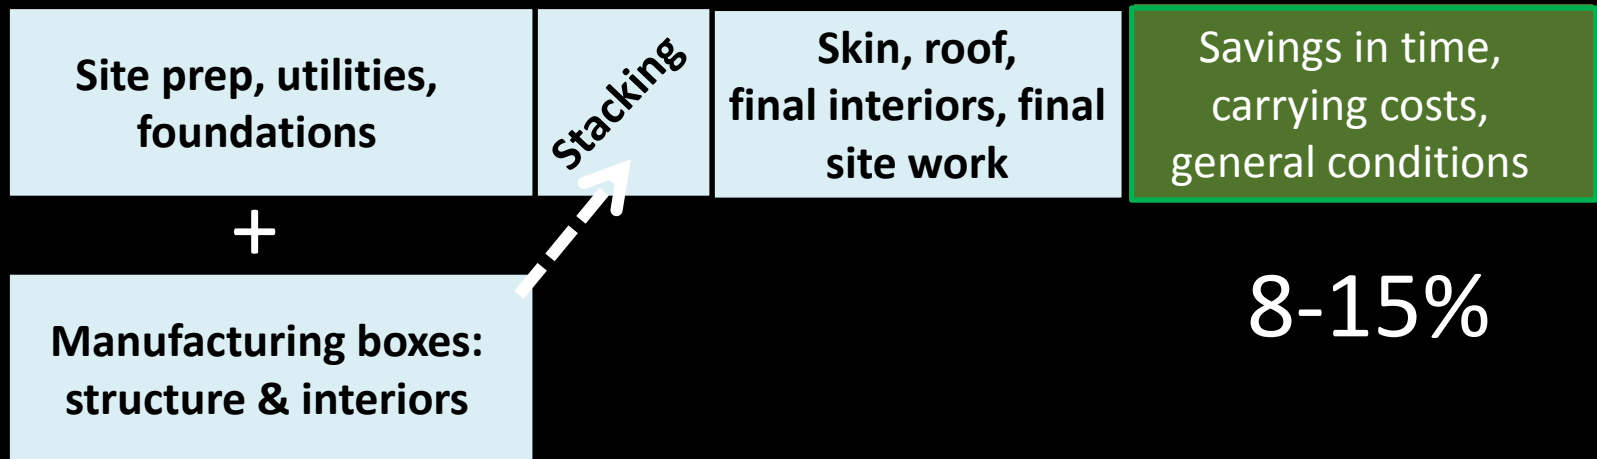 Site prep, utilities,
foundations
Stacking
Skin, roof,
final interiors, final
site work
Savings in time,
carrying costs,
general conditions
+
8-15%
Manufacturing boxes:
structure & interiors